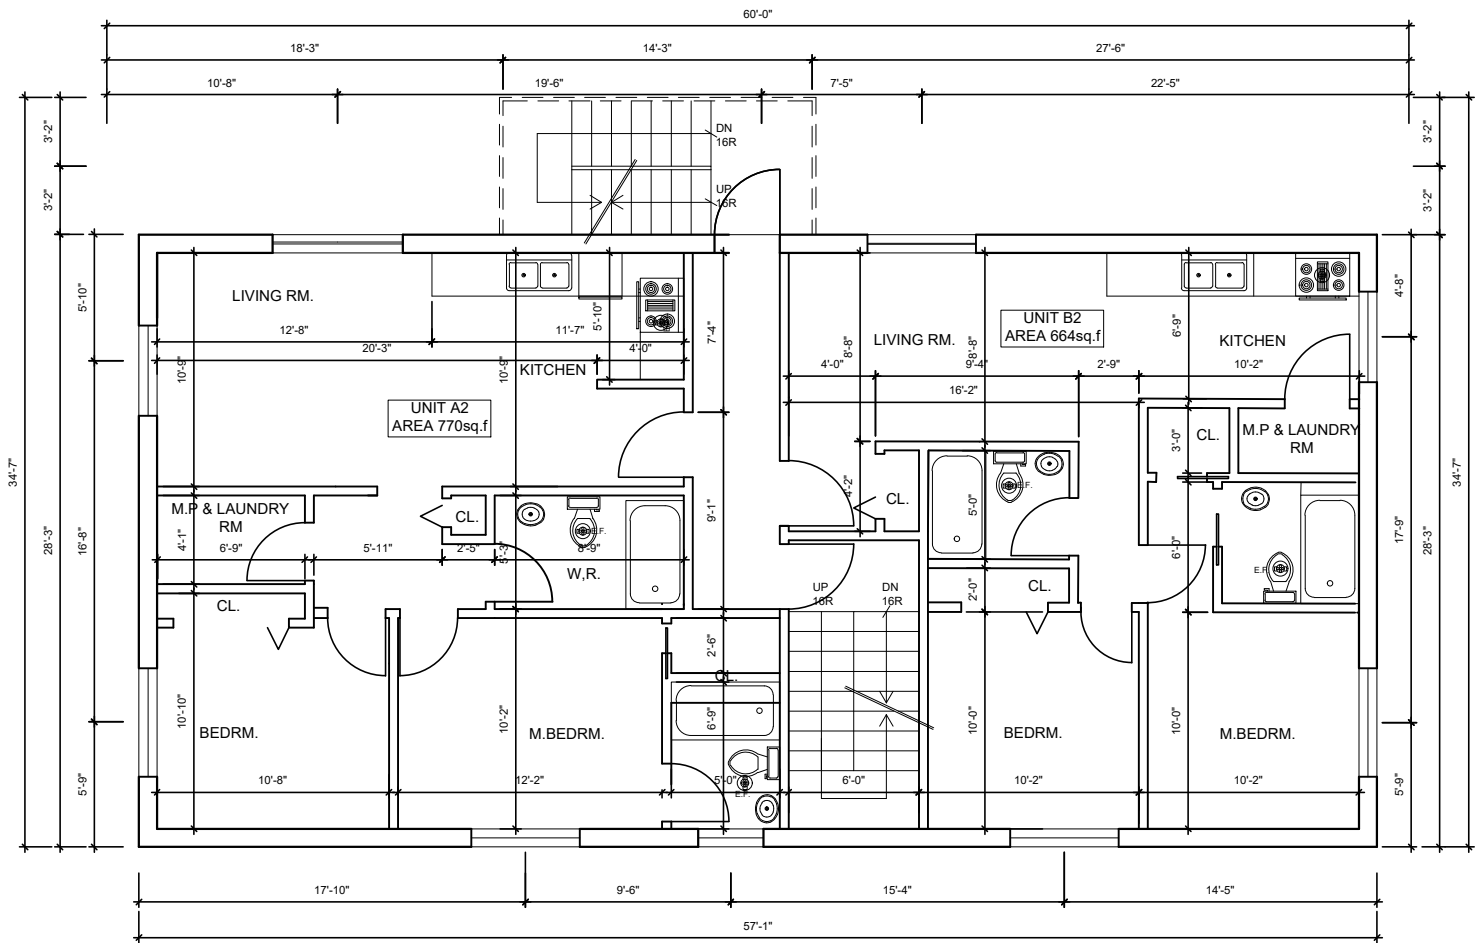 60'-0"
18'-3"
14'-3"
27'-6"
10'-8"
19'-6"
7'-5"
22'-5"
3'-2"
3'-2"
3'-2"
3'-2"
DN
16R
UP
16R
5'-10"
4'-8"
LIVING RM.
12'-8"
11'-7"
5'-10"
20'-3"
4'-0"
10'-9"
10'-9"
KITCHEN
7'-4"
UNIT A2
AREA 770sq.f
UNIT B2
AREA 664sq.f
LIVING RM.
8'-8"
8'-8"
6'-9"
KITCHEN
4'-0"
9'-4"
2'-9"
10'-2"
16'-2"
34'-7"
28'-3"
16'-8"
M.P & LAUNDRY
RM
4'-1"
6'-9"
5'-11"
CL.
2'-5"
5'-3"
E.F.
8'-9"
W,R.
9'-1"
4'-2"
CL.
5'-0"
E.F.
3'-0"
CL.
M.P & LAUNDRY
RM
6'-0"
E.F.
17'-9"
28'-3"
34'-7"
CL.
UP
16R
DN
16R
2'-0"
CL.
2'-6"
CL.
10'-10"
10'-2"
6'-9"
10'-0"
10'-0"
BEDRM.
M.BEDRM.
BEDRM.
M.BEDRM.
10'-8"
12'-2"
5'-0"
E.F.
6'-0"
10'-2"
10'-2"
5'-9"
5'-9"
17'-10"
9'-6"
15'-4"
14'-5"
57'-1"